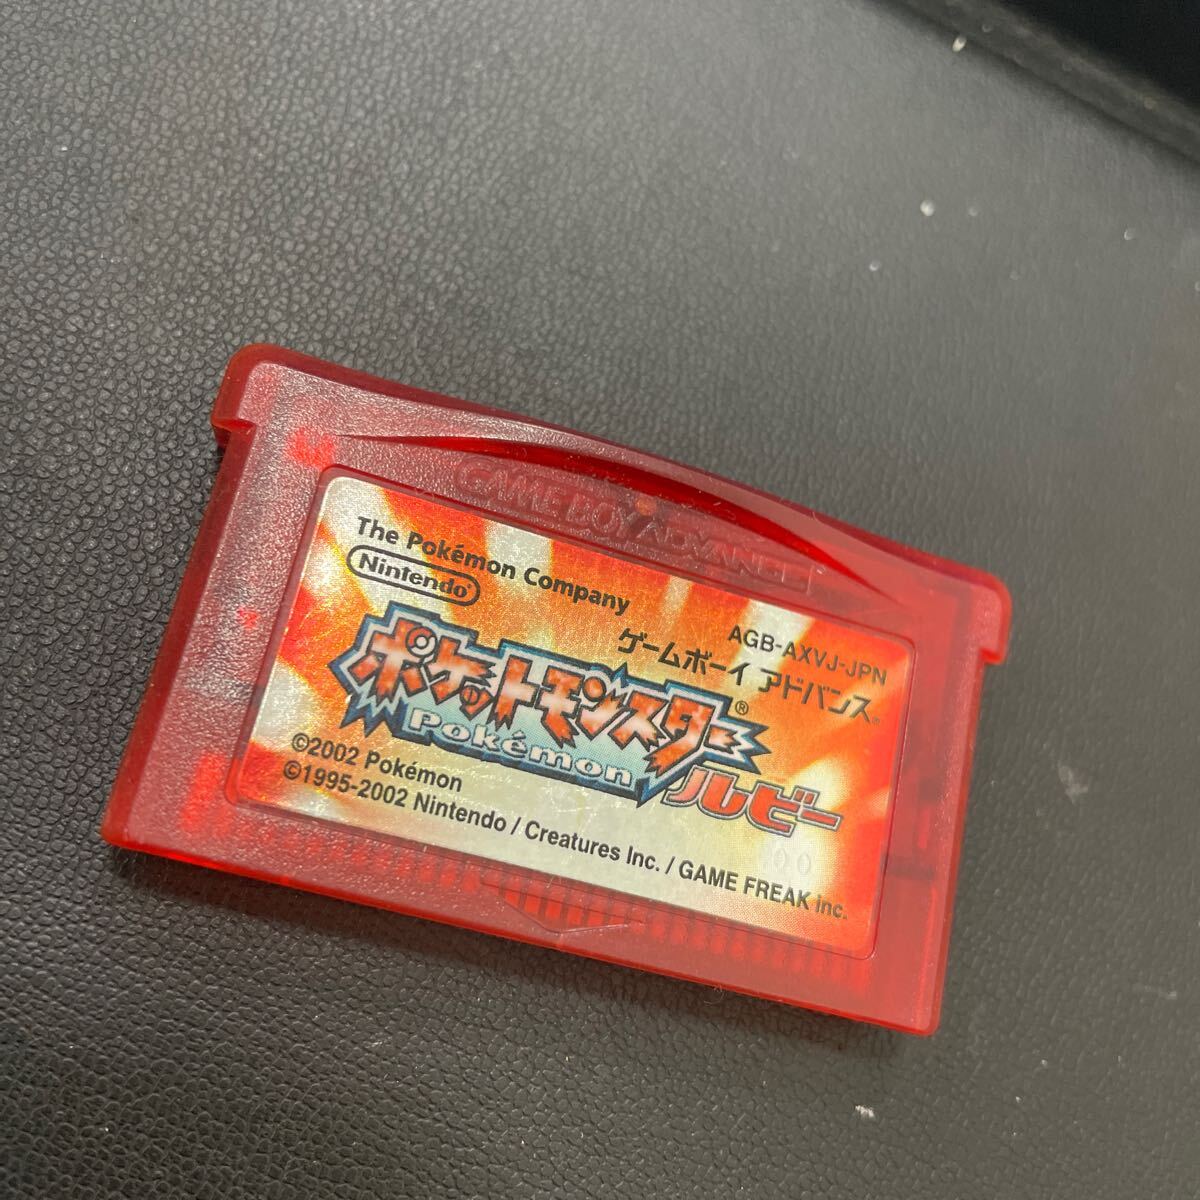 GAME BOY ADVANCE
The Pokémon Company
Nintendo®
AGB-AXVJ-JPN
ゲームボーイ アドバンス®
ポケットモンスター®
Pokémon
ルビー
©2002 Pokémon
©1995-2002 Nintendo / Creatures Inc. / GAME FREAK inc.
00